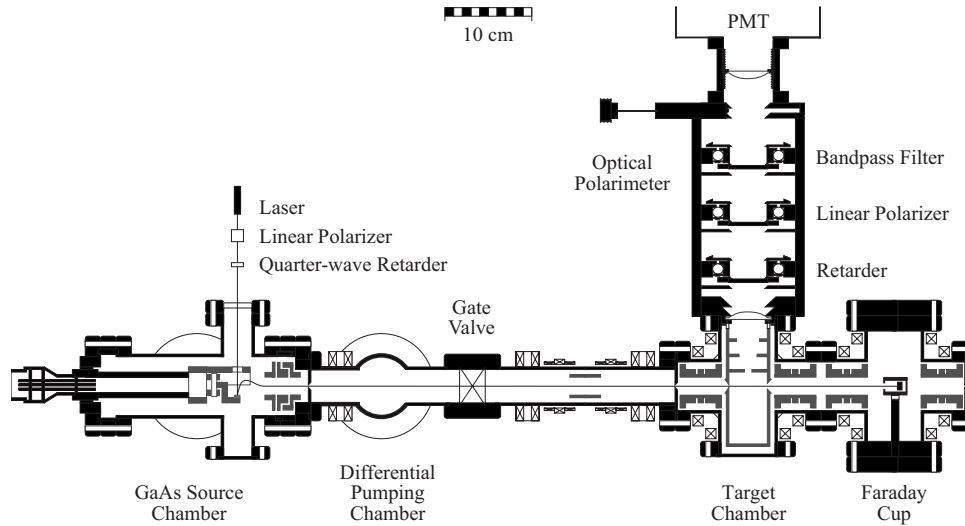 10 cm
PMT
Optical
Polarimeter
Bandpass Filter
Linear Polarizer
Retarder
Laser
Linear Polarizer
Quarter-wave Retarder
Gate
Valve
GaAs Source
Chamber
Differential
Pumping
Chamber
Target
Chamber
Faraday
Cup